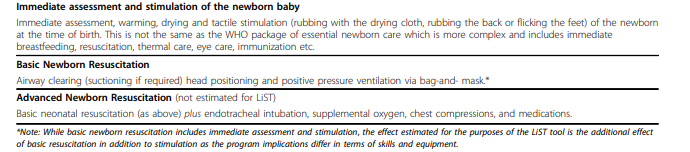 Immediate assessment and stimulation of the newborn baby
Immediate assessment, warming, drying and tactile stimulation (rubbing with the drying cloth, rubbing the back or flicking the feet) of the newborn
at the time of birth. This is not the same as the WHO package of essential newborn care which is more complex and includes immediate
breastfeeding, resuscitation, thermal care, eye care, immunization etc.
Basic Newborn Resuscitation
Airway clearing (suctioning if required) head positioning and positive pressure ventilation via bag-and- mask.*
Advanced Newborn Resuscitation (not estimated for LiST)
Basic neonatal resuscitation (as above) plus endotracheal intubation, supplemental oxygen, chest compressions, and medications.
*Note: While basic newborn resuscitation includes immediate assessment and stimulation, the effect estimated for the purposes of the LiST tool is the additional effect
of basic resuscitation in addition to stimulation as the program implications differ in terms of skills and equipment.